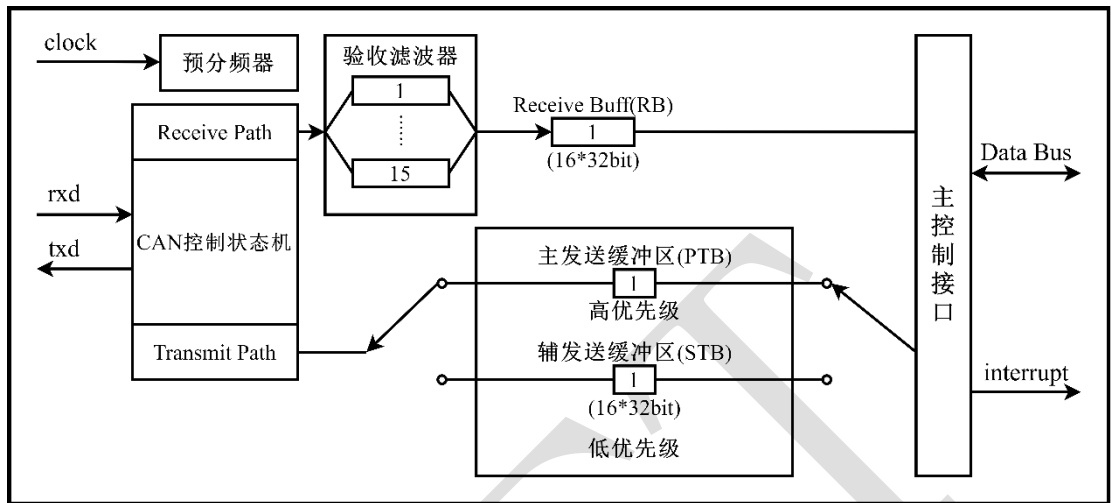 clock
预分频器
验收滤波器
1
......
15
Receive Path
Receive Buff(RB)
1
(16*32bit)
Data Bus
rxd
txd
CAN控制状态机
主控制接口
主发送缓冲区(PTB)
1
高优先级
Transmit Path
辅发送缓冲区(STB)
1
(16*32bit)
低优先级
interrupt